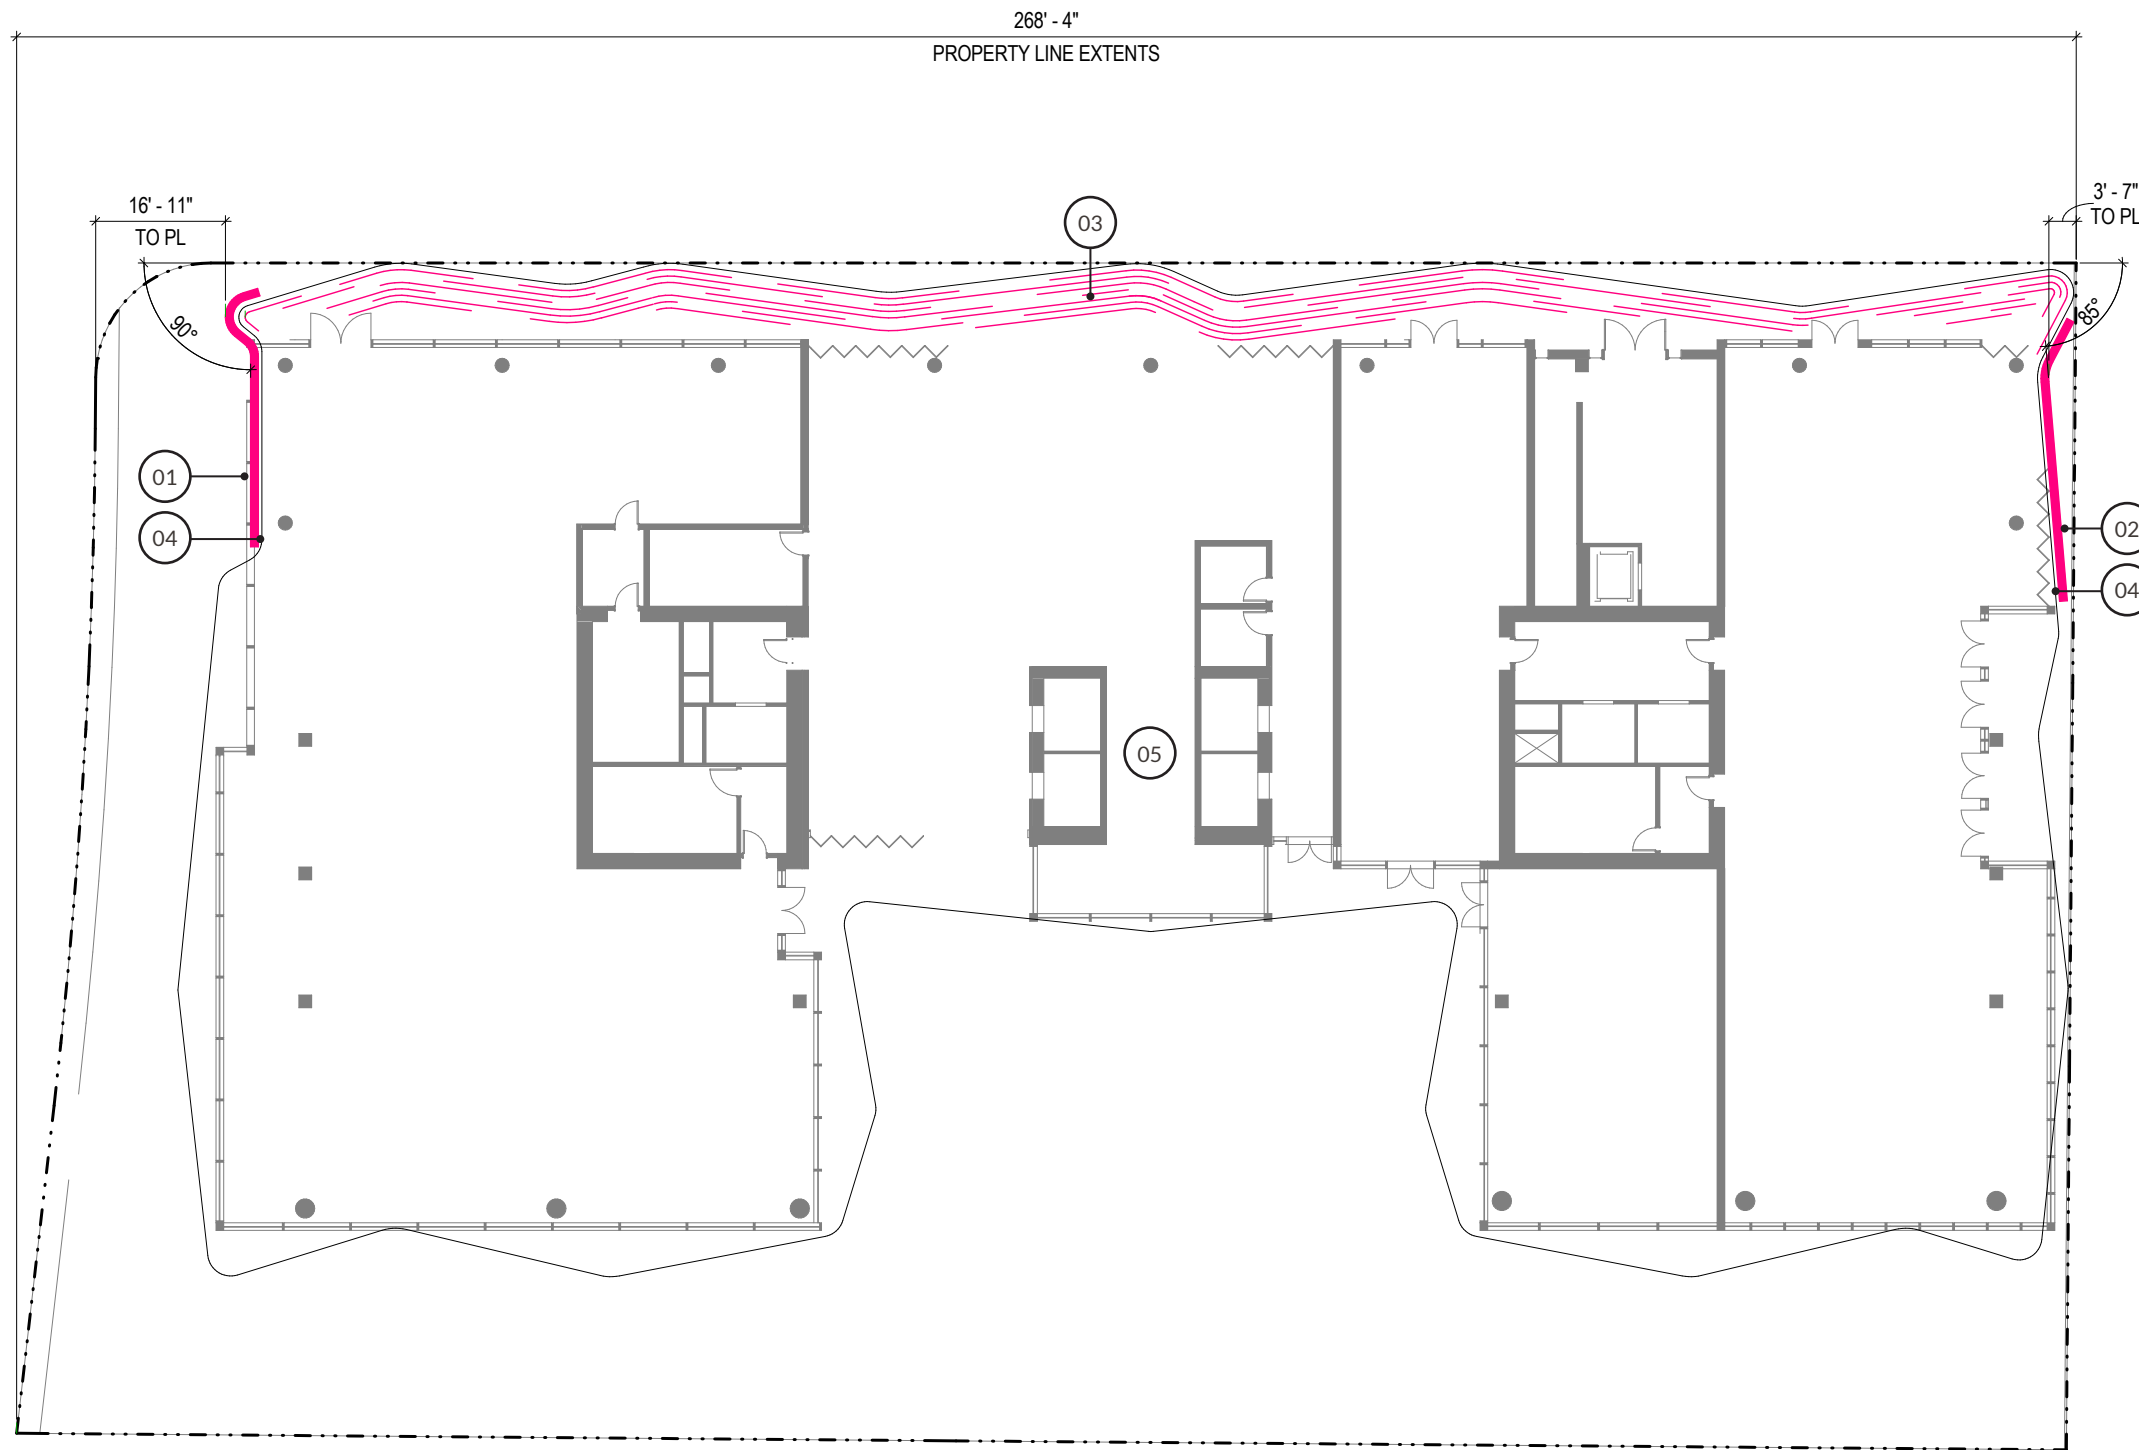 268' - 4"
PROPERTY LINE EXTENTS
16' - 11"
TO PL
3' - 7"
TO PL
03
90°
85°
01
04
02
04
05